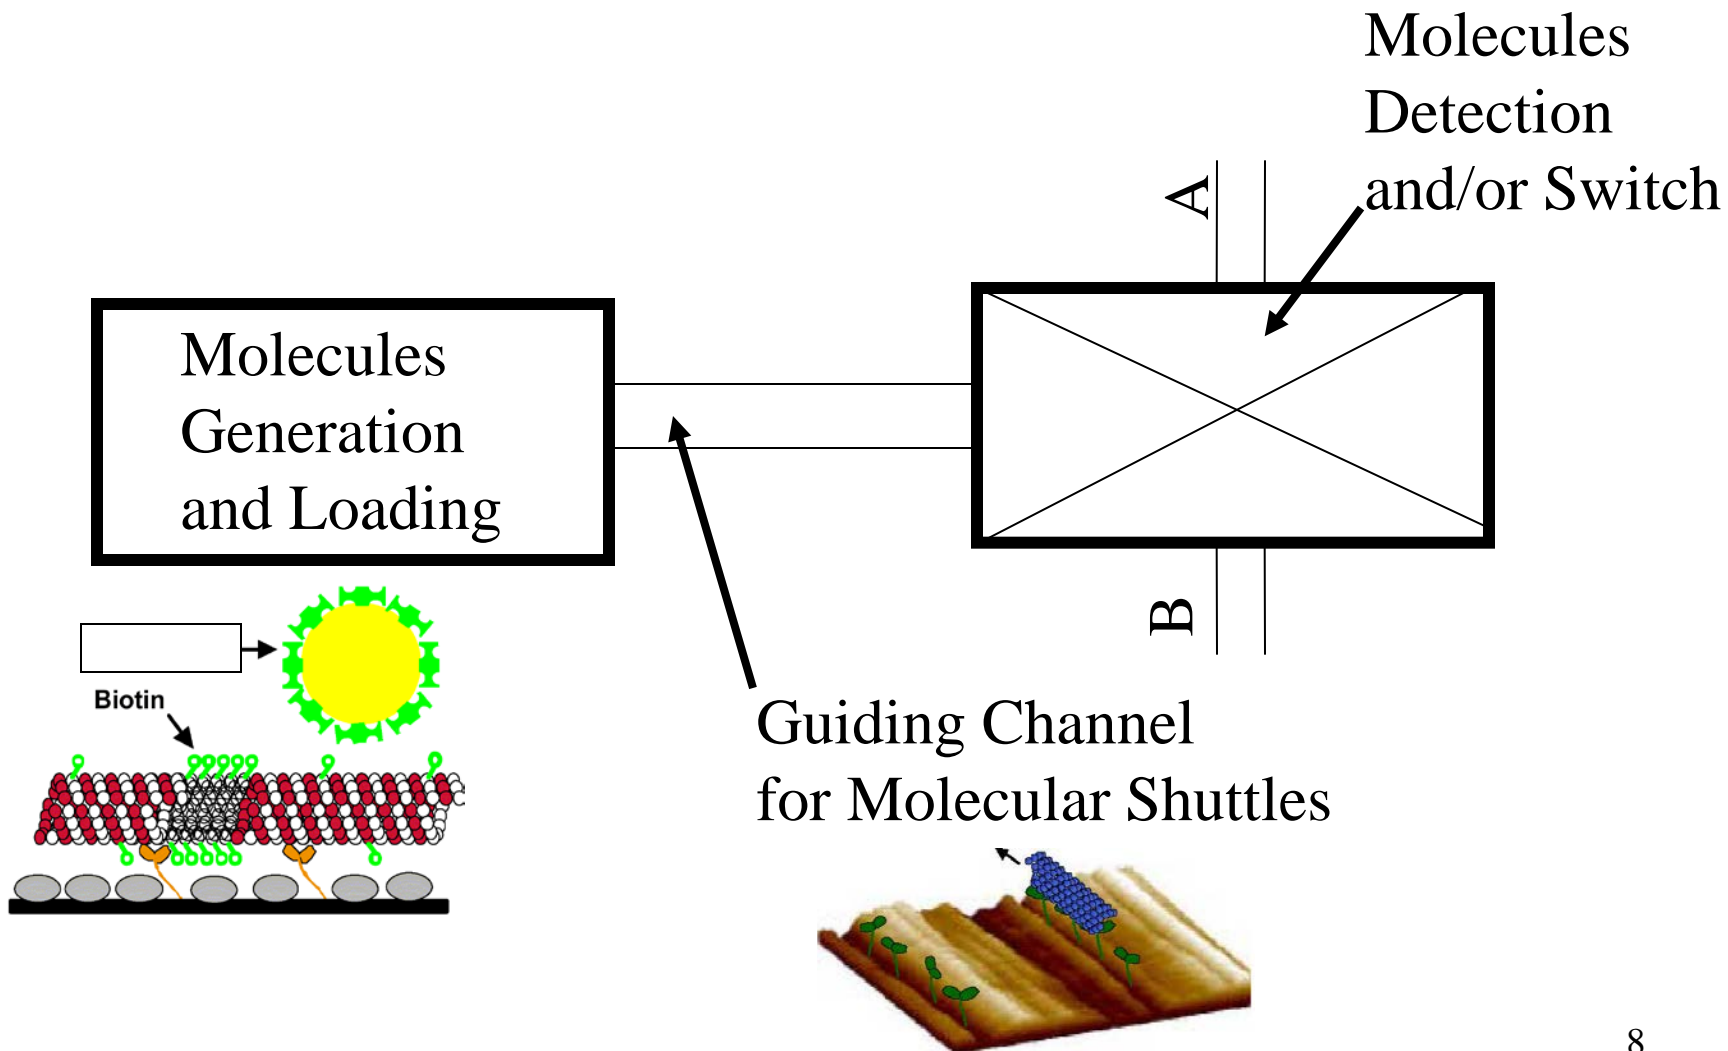 Molecules
Detection
and/or Switch
A
Molecules
Generation
and Loading
B
Biotin
Guiding Channel
for Molecular Shuttles
8